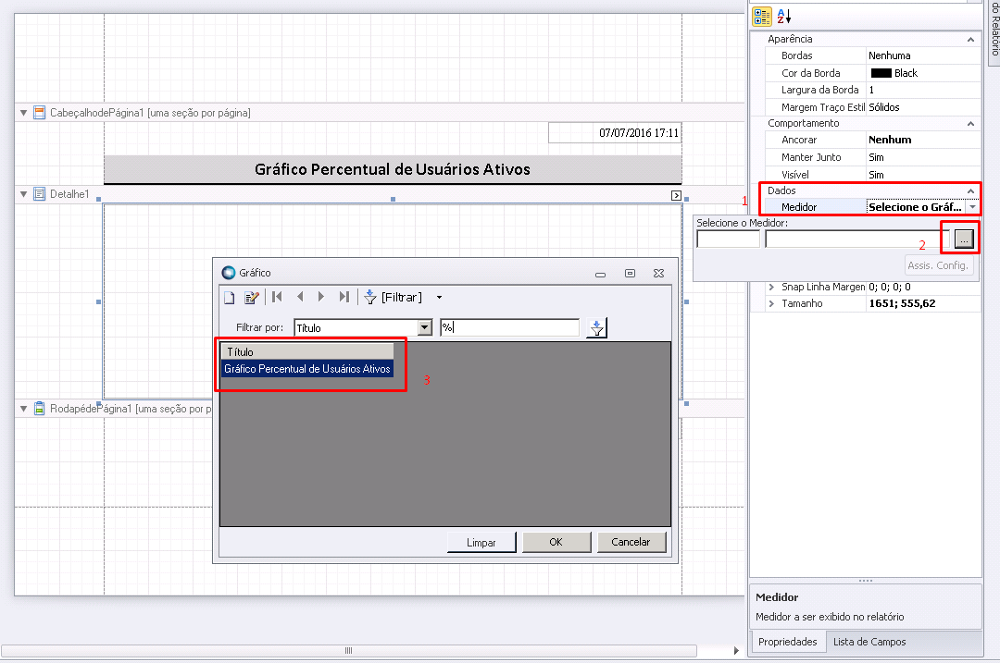 do Relatório
Aparência
Bordas Nenhuma
Cor da Borda Black
Largura da Borda 1
Margem Traço Estil Sólidos
Comportamento
Ancorar Nenhum
Manter Junto Sim
Visível Sim
Dados
Medidor Selecione o Gráf...
1
Selecione o Medidor:
2
...
Assis. Config.
Snap Linha Margen 0; 0; 0; 0
Tamanho 1651; 555,62
CabeçalhodePágina1 [uma seção por página]
07/07/2016 17:11
Gráfico Percentual de Usuários Ativos
Detalhe1
Gráfico
[Filtrar]
Filtrar por: Título %
Título
Gráfico Percentual de Usuários Ativos
3
RodapédePágina1 [uma seção por p
Limpar OK Cancelar
Medidor
Medidor a ser exibido no relatório
Propriedades Lista de Campos